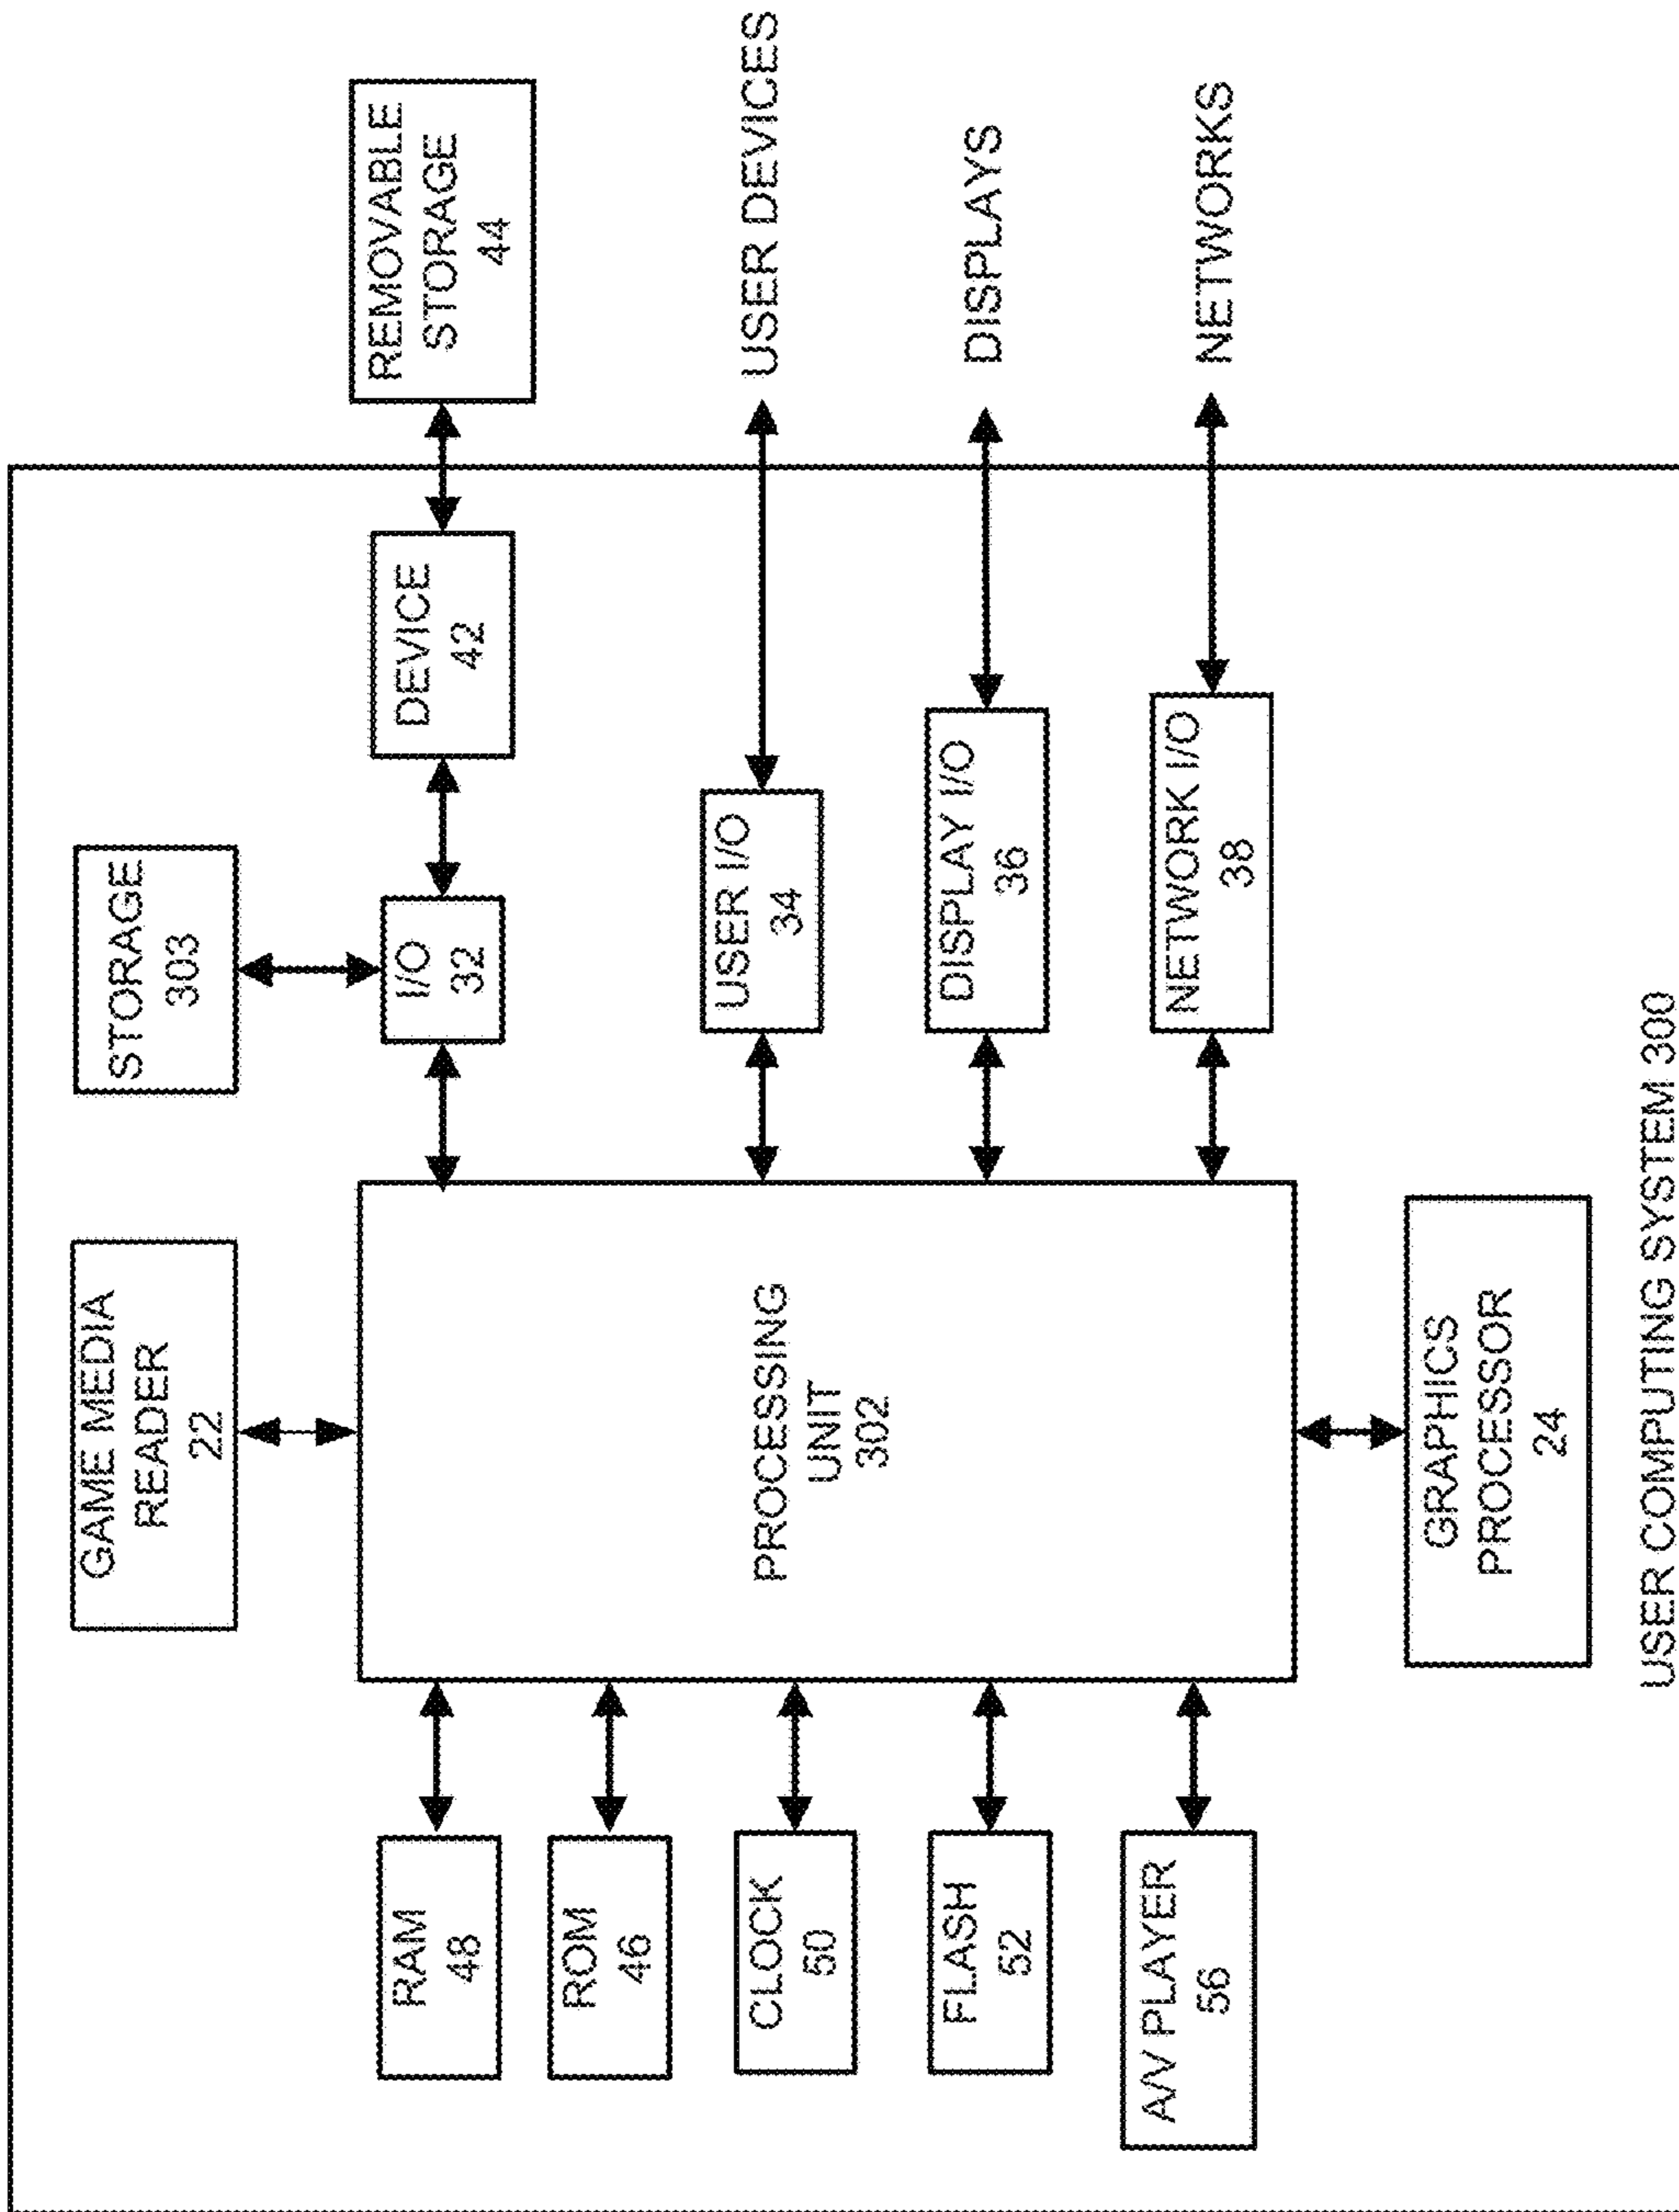 GAME MEDIA
READER
22
STORAGE
303
RAM
48
ROM
46
CLOCK
50
FLASH
52
A/V PLAYER
56
PROCESSING
UNIT
302
I/O
32
DEVICE
42
REMOVABLE
STORAGE
44
USER I/O
34
USER DEVICES
DISPLAY I/O
36
DISPLAYS
NETWORK I/O
38
NETWORKS
GRAPHICS
PROCESSOR
24
USER COMPUTING SYSTEM 300